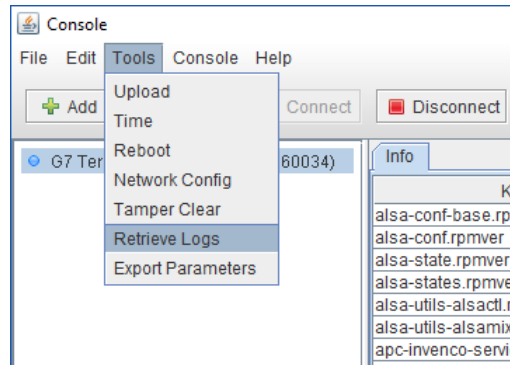 Console
File Edit Tools Console Help
Add Connect Disconnect
Upload
Time
Reboot
Network Config
Tamper Clear
Retrieve Logs
Export Parameters
G7 Ter 60034)
Info
K
alsa-conf-base.rp
alsa-conf.rpmver
alsa-state.rpmver
alsa-states.rpmve
alsa-utils-alsactl.r
alsa-utils-alsamix
apc-invenco-servi